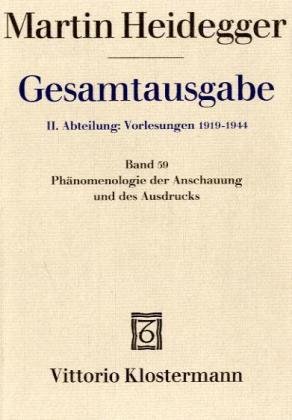 Martin Heidegger
Gesamtausgabe
II. Abteilung: Vorlesungen 1919-1944
Band 59
Phänomenologie der Anschauung
und des Ausdrucks
Vittorio Klostermann